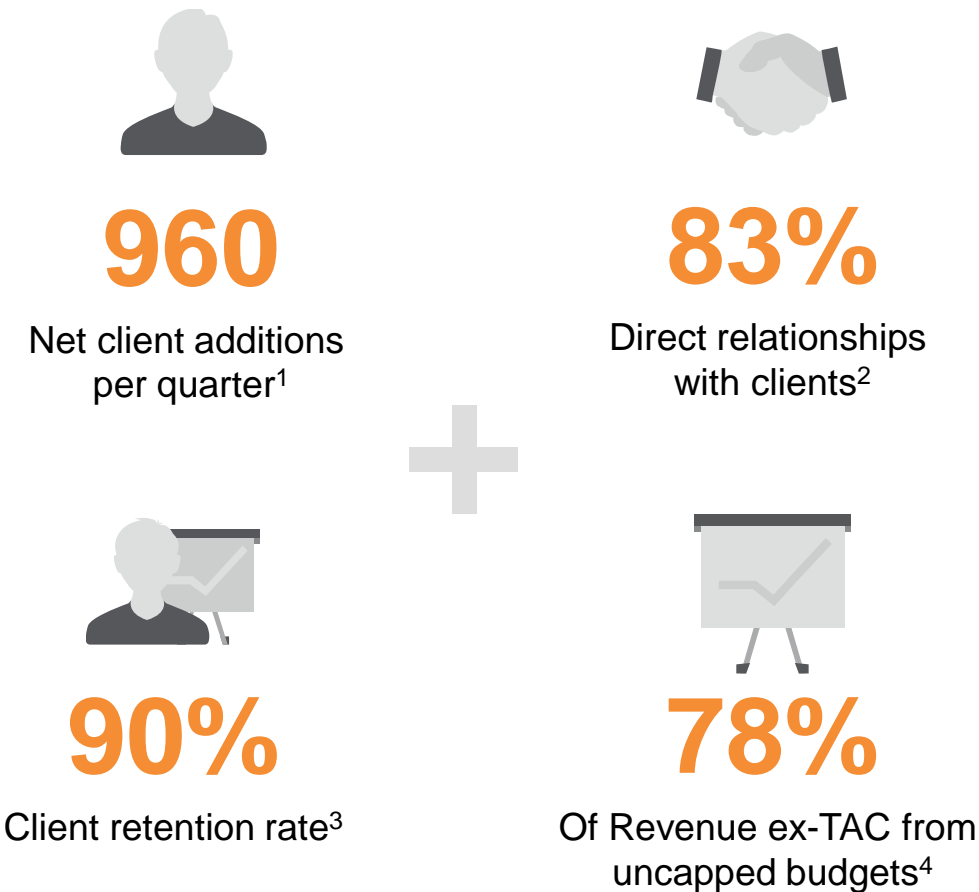 960
Net client additions
per quarter1
83%
Direct relationships
with clients2
90%
Client retention rate3
78%
Of Revenue ex-TAC from
uncapped budgets4